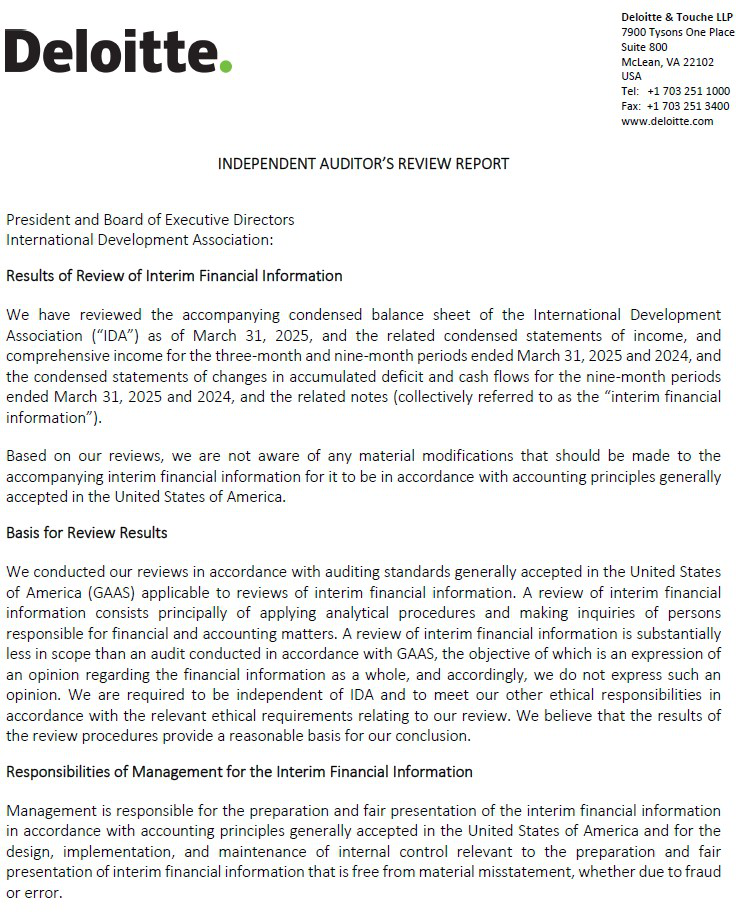 Deloitte.
Deloitte & Touche LLP
7900 Tysons One Place
Suite 800
McLean, VA 22102
USA
Tel: +1 703 251 1000
Fax: +1 703 251 3400
www.deloitte.com
INDEPENDENT AUDITOR'S REVIEW REPORT
President and Board of Executive Directors
International Development Association:
Results of Review of Interim Financial Information
We have reviewed the accompanying condensed balance sheet of the International Development
Association (“IDA”) as of March 31, 2025, and the related condensed statements of income, and
comprehensive income for the three-month and nine-month periods ended March 31, 2025 and 2024, and
the condensed statements of changes in accumulated deficit and cash flows for the nine-month periods
ended March 31, 2025 and 2024, and the related notes (collectively referred to as the “interim financial
information”).
Based on our reviews, we are not aware of any material modifications that should be made to the
accompanying interim financial information for it to be in accordance with accounting principles generally
accepted in the United States of America.
Basis for Review Results
We conducted our reviews in accordance with auditing standards generally accepted in the United States
of America (GAAS) applicable to reviews of interim financial information. A review of interim financial
information consists principally of applying analytical procedures and making inquiries of persons
responsible for financial and accounting matters. A review of interim financial information is substantially
less in scope than an audit conducted in accordance with GAAS, the objective of which is an expression of
an opinion regarding the financial information as a whole, and accordingly, we do not express such an
opinion. We are required to be independent of IDA and to meet our other ethical responsibilities in
accordance with the relevant ethical requirements relating to our review. We believe that the results of
the review procedures provide a reasonable basis for our conclusion.
Responsibilities of Management for the Interim Financial Information
Management is responsible for the preparation and fair presentation of the interim financial information
in accordance with accounting principles generally accepted in the United States of America and for the
design, implementation, and maintenance of internal control relevant to the preparation and fair
presentation of interim financial information that is free from material misstatement, whether due to fraud
or error.